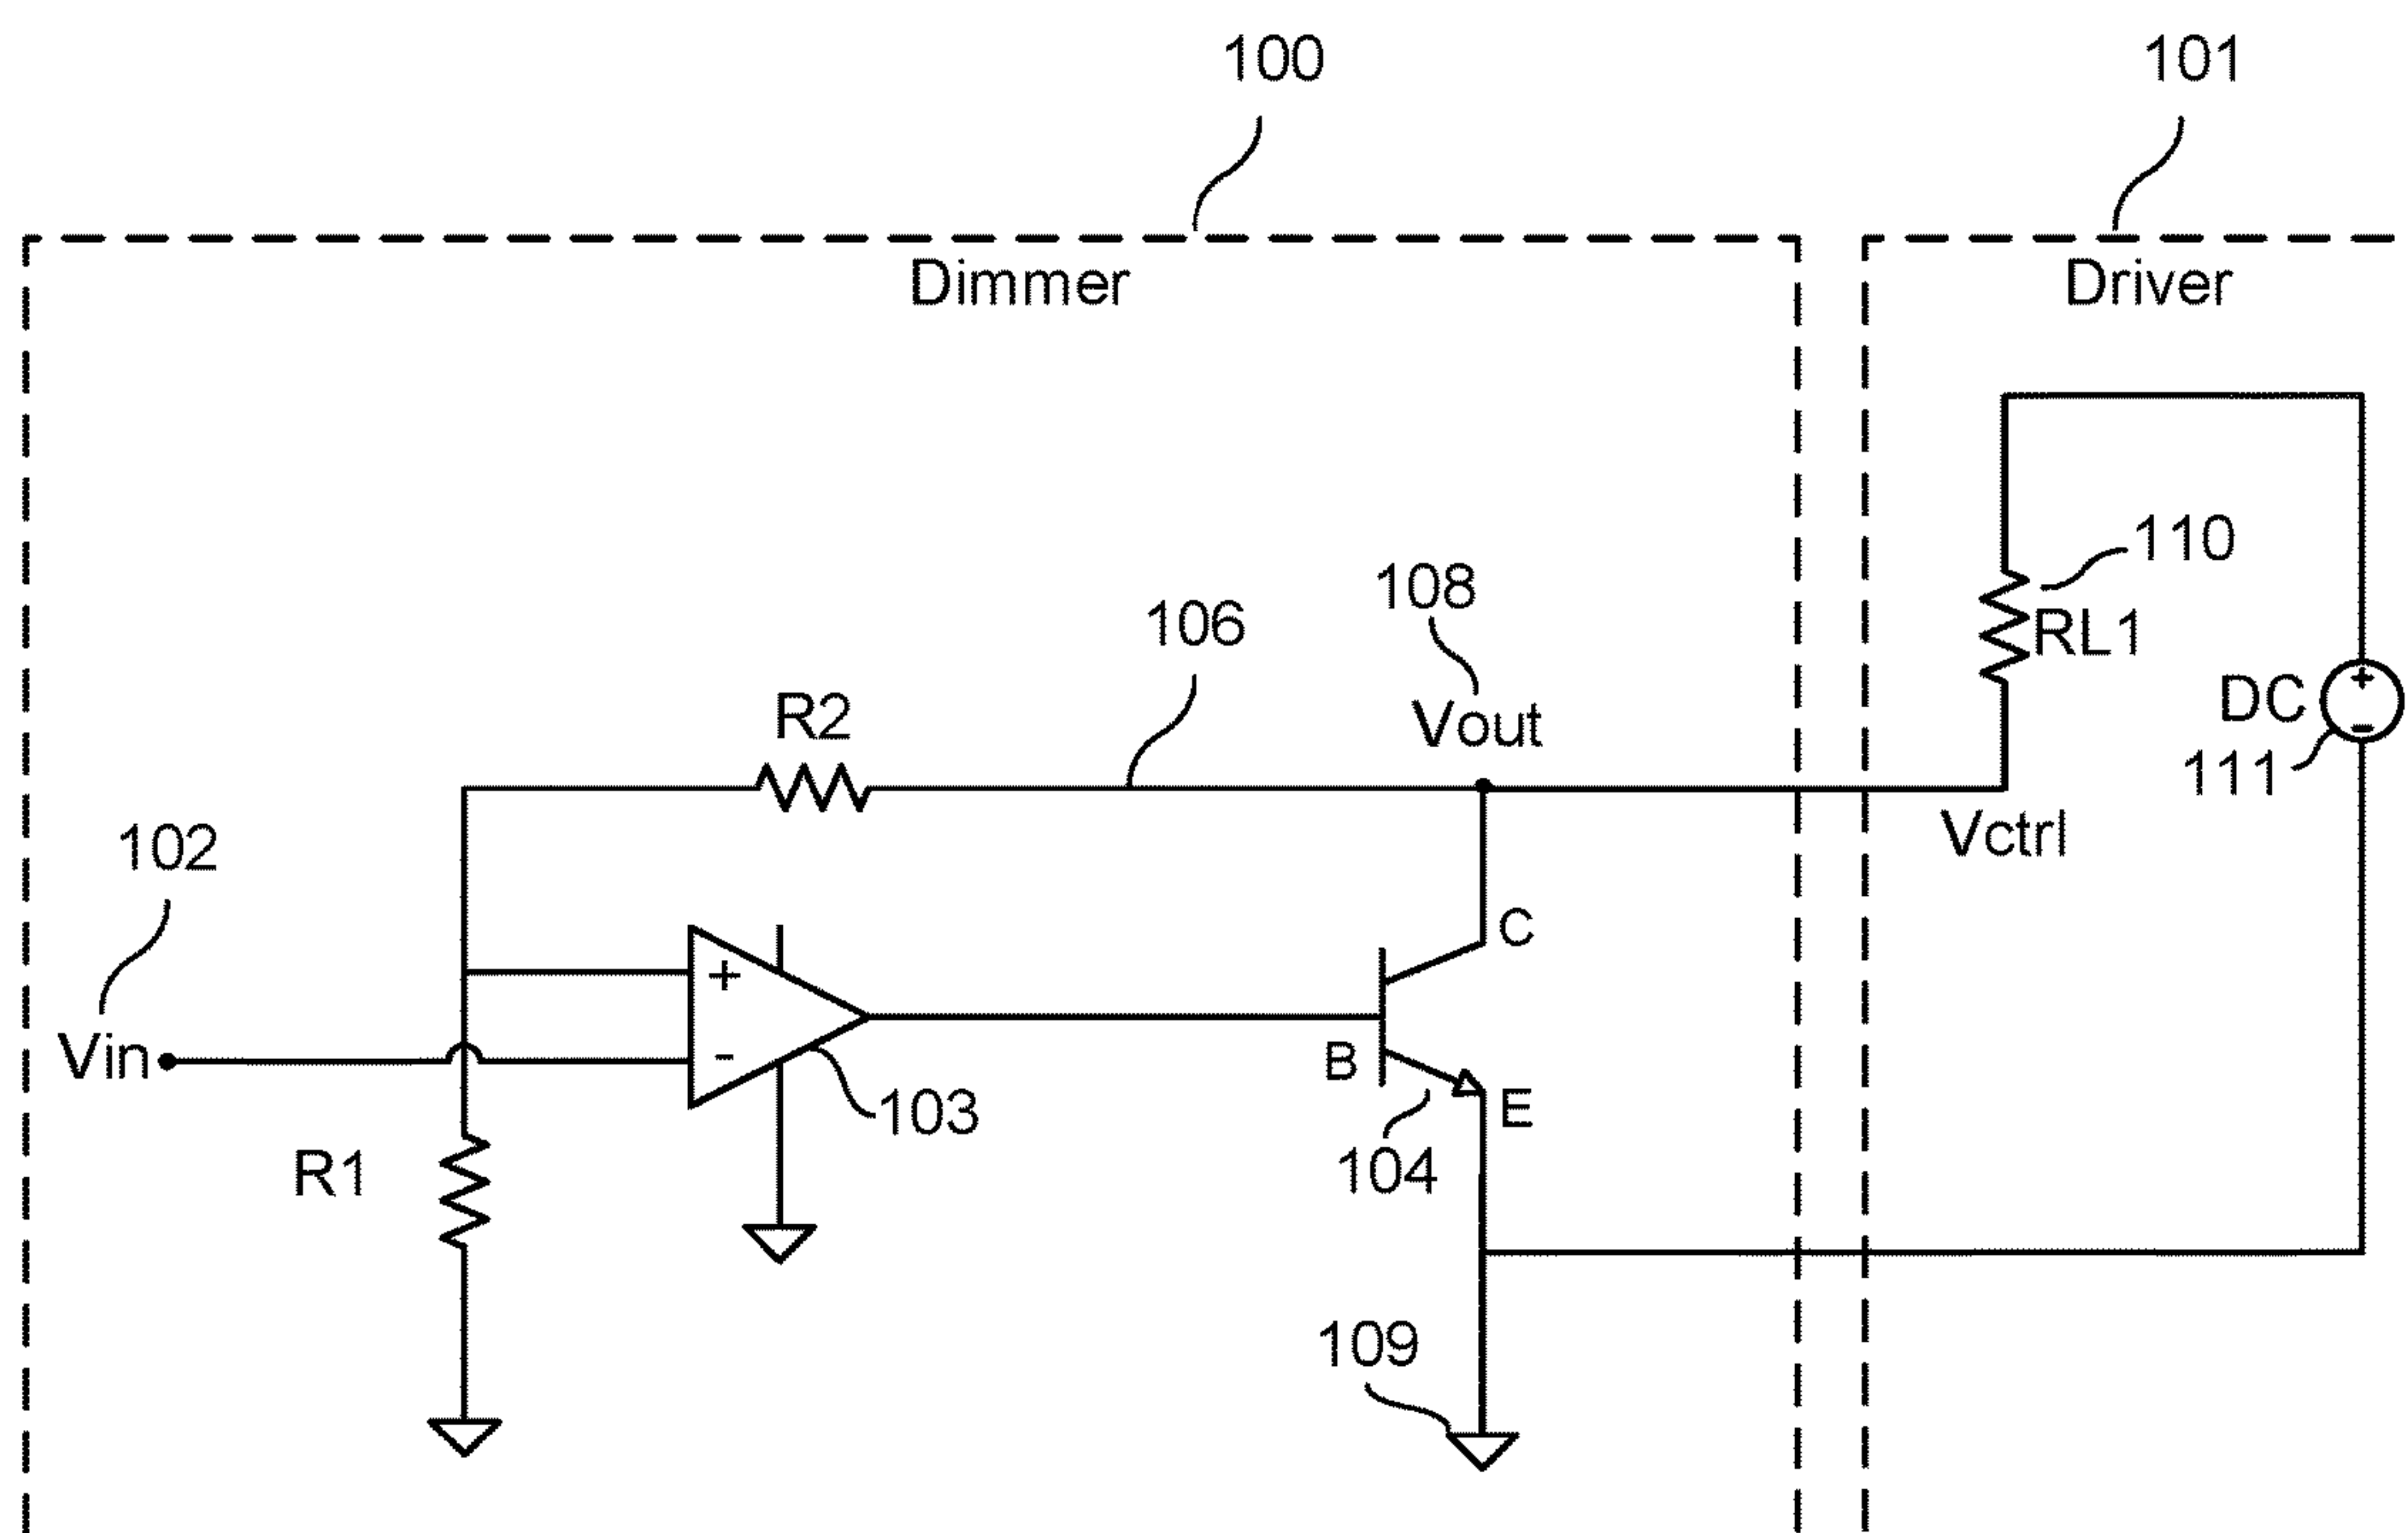 100
101
Dimmer
Driver
110
108
106
RL1
R2
Vout
DC
111
102
Vctrl
C
+
-
Vin
B
103
E
R1
104
109
+
-